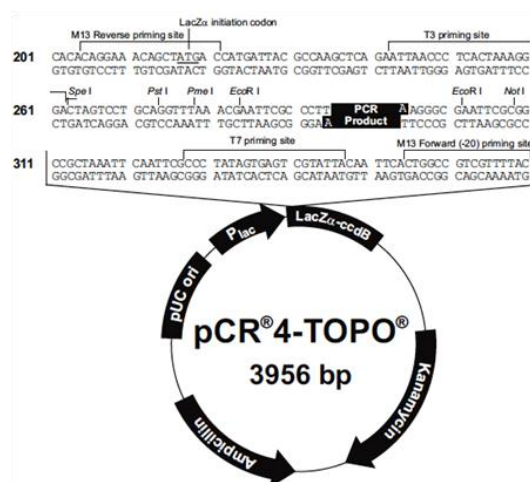 LacZα initiation codon
M13 Reverse priming site T3 priming site
201 CACACAGGAA ACAGCTATGA CCATGATTAC GCCAAGCTCA GAATTAACCC TCACTAAAGG
GTGTGTCCTT TGTCGATACT GGTACTAATG CGGTTCGAGT CTTAATTGGG AGTGATTTCC
Spe I Pst I Pme I EcoR I EcoR I Not I
261 GACTAGTCCT GCAGGTTTAA ACGAATTCGC CCTT PCR A AGGGC GAATTCGCGG
CTGATCAGGA CGTCCAAATT TGCTTAAGCG GGAA A Product TTCCCG CTTAAGCGCC
T7 priming site M13 Forward (-20) priming site
311 CCGCTAAATT CAATTCGCCC TATAGTGAGT CGTATTACAA TTCACTGGCC GTCGTTTTAC
GGCGATTTAA GTTAAGCGGG ATATCACTCA GCATAATGTT AAGTGACCGG CAGCAAAATG
Plac
LacZα-ccdB
pUC ori
pCR®4-TOPO®
3956 bp
Kanamycin
Ampicillin